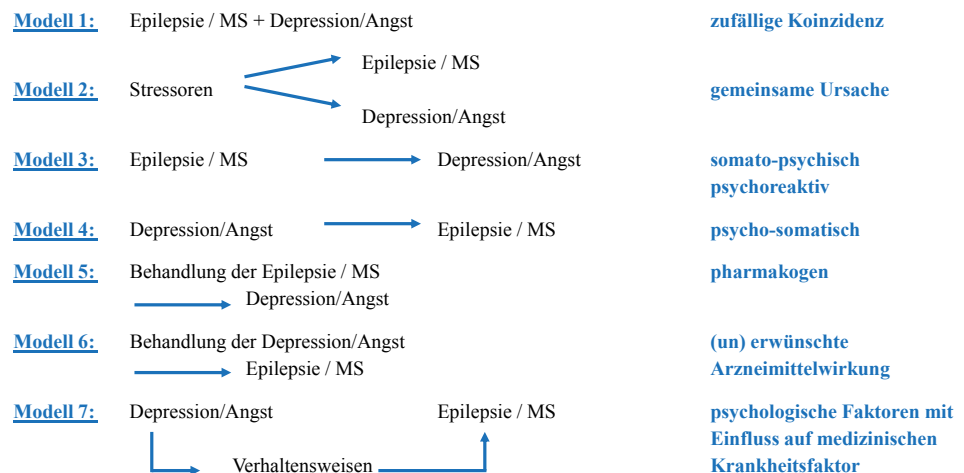 Modell 1: Epilepsie / MS + Depression/Angst zufällige Koinzidenz
Epilepsie / MS
Modell 2: Stressoren gemeinsame Ursache
Depression/Angst
Modell 3: Epilepsie / MS Depression/Angst somato-psychisch
psychoreaktiv
Modell 4: Depression/Angst Epilepsie / MS psycho-somatisch
Modell 5: Behandlung der Epilepsie / MS pharmakogen
Depression/Angst
Modell 6: Behandlung der Depression/Angst (un) erwünschte
Epilepsie / MS Arzneimittelwirkung
Modell 7: Depression/Angst Epilepsie / MS psychologische Faktoren mit
Einfluss auf medizinischen
Verhaltensweisen Krankheitsfaktor